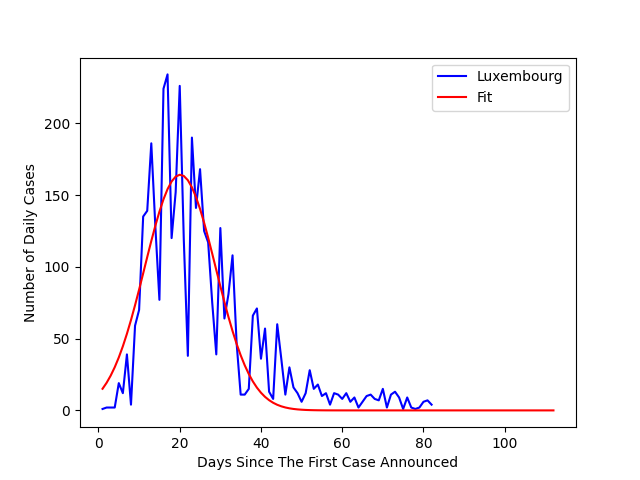 Luxembourg
Fit
Number of Daily Cases
200
150
100
50
0
0 20 40 60 80 100
Days Since The First Case Announced